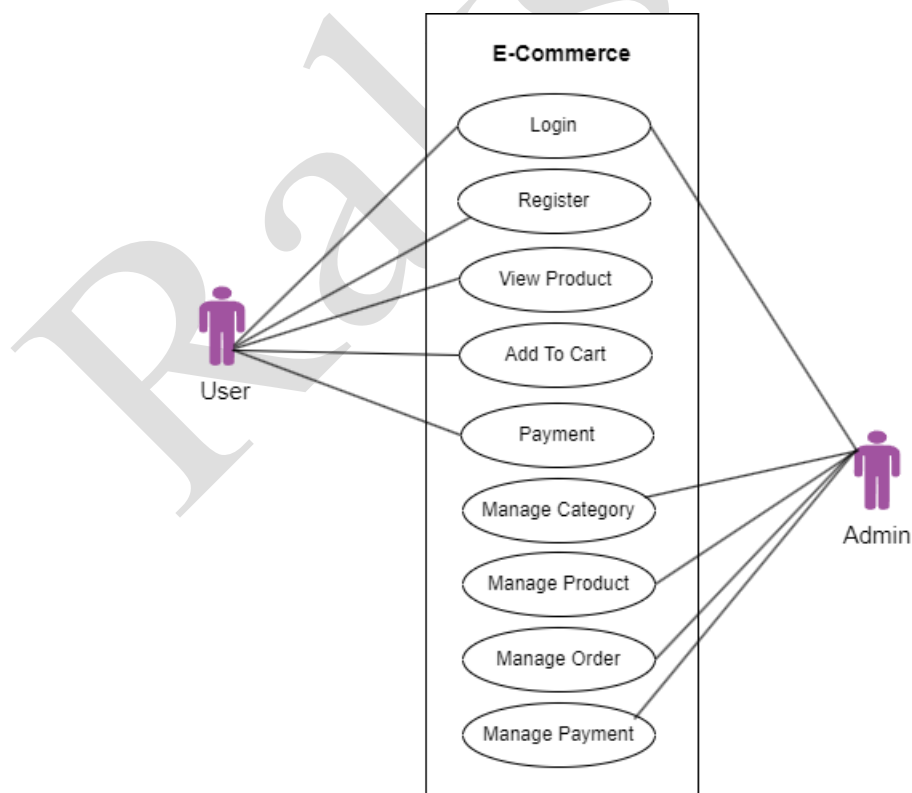 E-Commerce
Login
Register
View Product
Add To Cart
Payment
Manage Category
Manage Product
Manage Order
Manage Payment
User
Admin